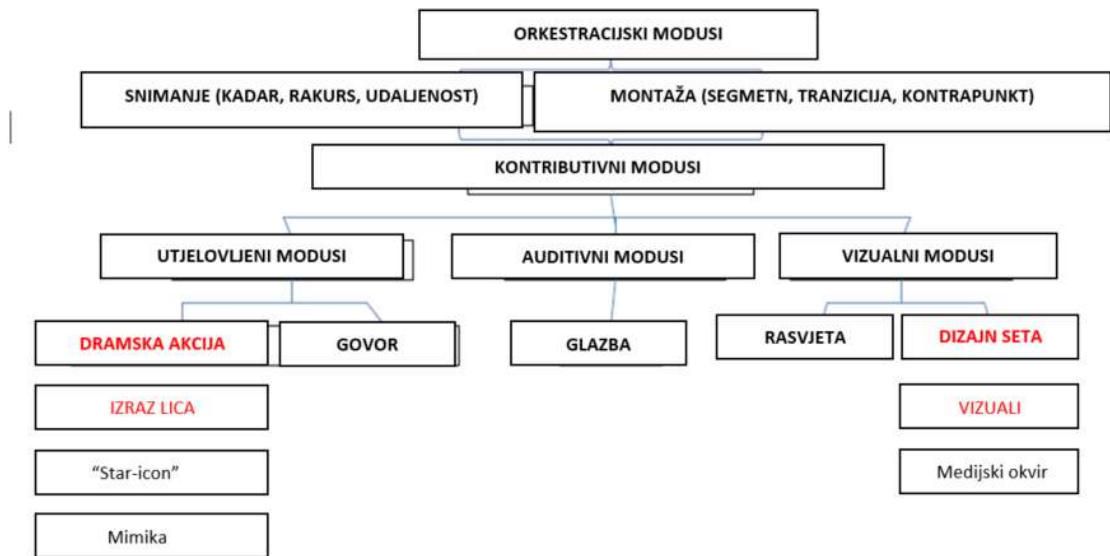 ORKESTRACIJSKI MODUSI
SNIMANJE (KADAR, RAKURS, UDALJENOST)
MONTAŽA (SEGMETN, TRANZICIJA, KONTRAPUNKT)
KONTRIBUTIVNI MODUSI
UTJELOVLJENI MODUSI
AUDITIVNI MODUSI
VIZUALNI MODUSI
DRAMSKA AKCIJA
GOVOR
GLAZBA
RASVJETA
DIZAJN SETA
IZRAZ LICA
VIZUALI
“Star-icon”
Medijski okvir
Mimika